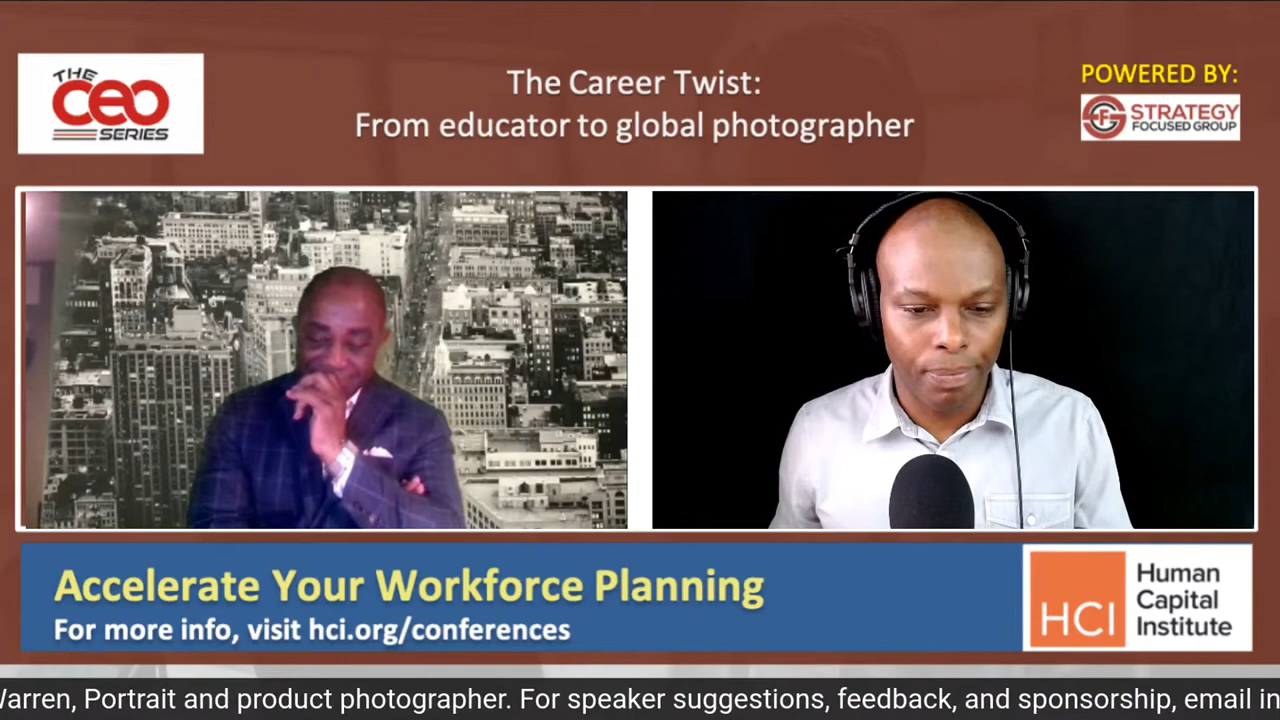 THE
CEO
SERIES
The Career Twist:
From educator to global photographer
POWERED BY:
STRATEGY
FOCUSED GROUP
Accelerate Your Workforce Planning
For more info, visit hci.org/conferences
HCI
Human
Capital
Institute
Warren, Portrait and product photographer. For speaker suggestions, feedback, and sponsorship, email in